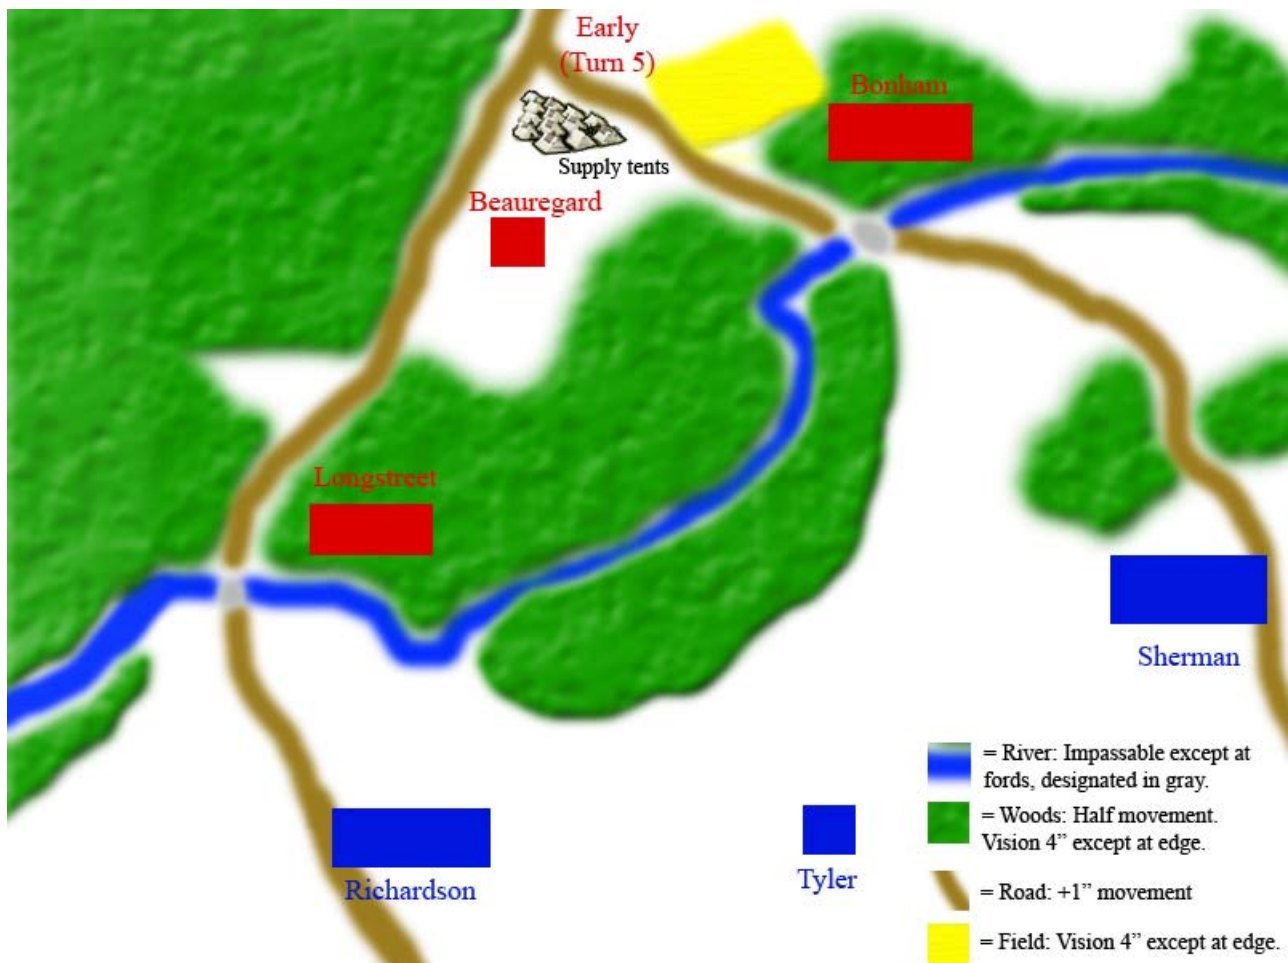 Early
(Turn 5)
Bonham
Supply tents
Beauregard
Longstreet
Sherman
Richardson
Tyler
= River: Impassable except at
fords, designated in gray.
= Woods: Half movement.
Vision 4” except at edge.
= Road: +1” movement
= Field: Vision 4” except at edge.